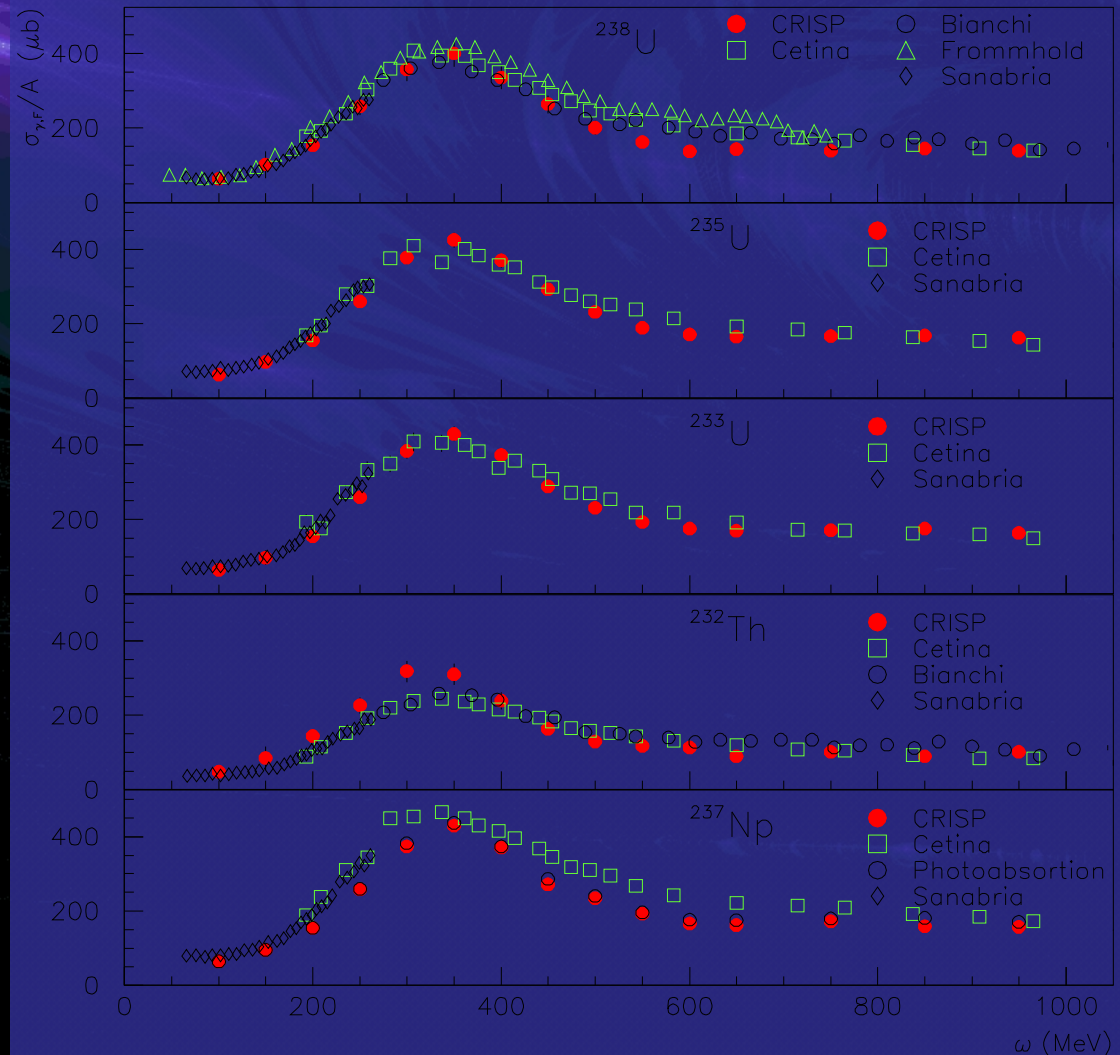 σγ,F/A (μb)
²³⁸U
CRISP
Bianchi
Cetina
Frommhold
Sanabria
400
200
0
²³⁵U
CRISP
Cetina
Sanabria
400
200
0
²³³U
CRISP
Cetina
Sanabria
400
200
0
²³²Th
CRISP
Cetina
Bianchi
Sanabria
400
200
0
²³⁷Np
CRISP
Cetina
Photoabsortion
Sanabria
400
200
0
0 200 400 600 800 1000
ω (MeV)